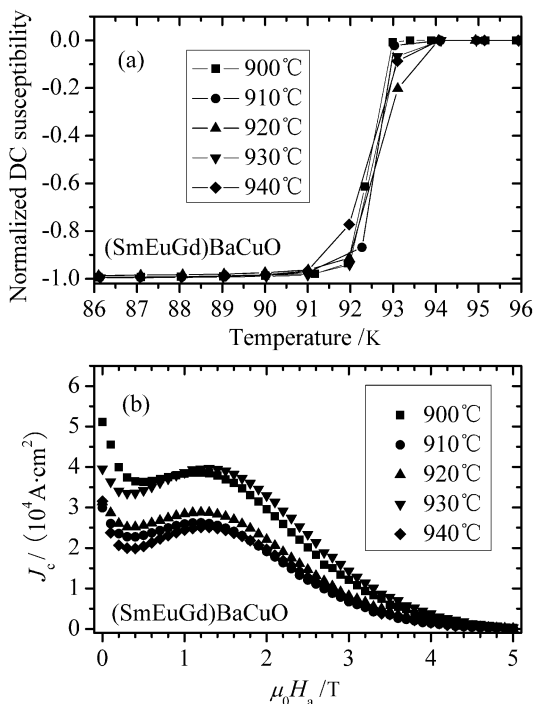 (a)
900℃
910℃
920℃
930℃
940℃
(SmEuGd)BaCuO
Normalized DC susceptibility
0.0
-0.2
-0.4
-0.6
-0.8
-1.0
86 87 88 89 90 91 92 93 94 95 96
Temperature /K
(b)
900℃
910℃
920℃
930℃
940℃
(SmEuGd)BaCuO
Jc / (10⁴A·cm²)
6
5
4
3
2
1
0
0 1 2 3 4 5
μ₀Hₐ /T